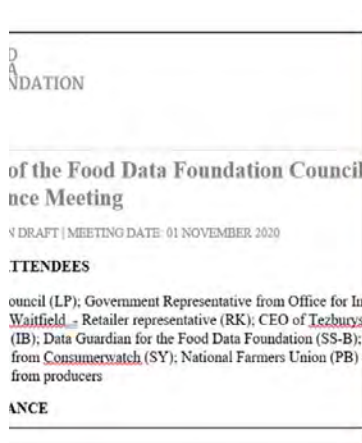 D
A
NDATION
of the Food Data Foundation Council
nce Meeting
N DRAFT | MEETING DATE: 01 NOVEMBER 2020
TTENDEES
ouncil (LP); Government Representative from Office for In
Waitfield - Retailer representative (RK); CEO of Tezburys
(IB); Data Guardian for the Food Data Foundation (SS-B);
from Consumerwatch (SY); National Farmers Union (PB)
from producers
ANCE